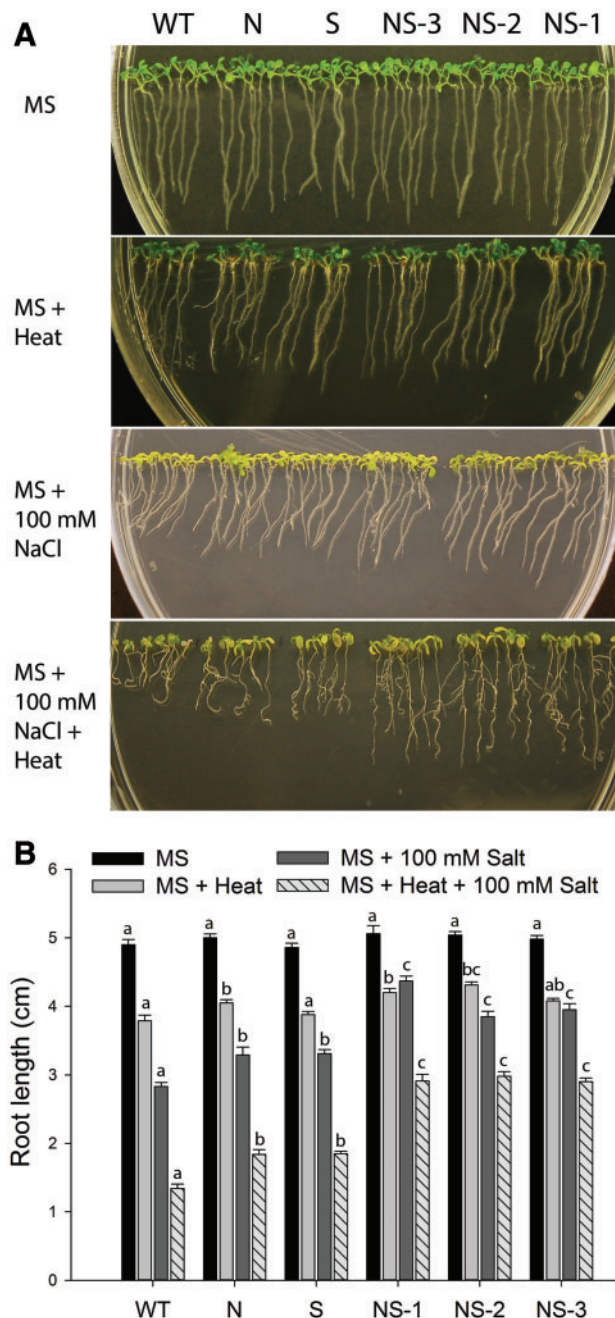 A WT N S NS-3 NS-2 NS-1
MS
MS +
Heat
MS +
100 mM
NaCl
MS +
100 mM
NaCl +
Heat
B
MS MS + 100 mM Salt
MS + Heat MS + Heat + 100 mM Salt
Root length (cm)
6
5
4
3
2
1
0
a a a a
a b b b
a a b b
a b c c
a bc c c
a ab c c
WT N S NS-1 NS-2 NS-3